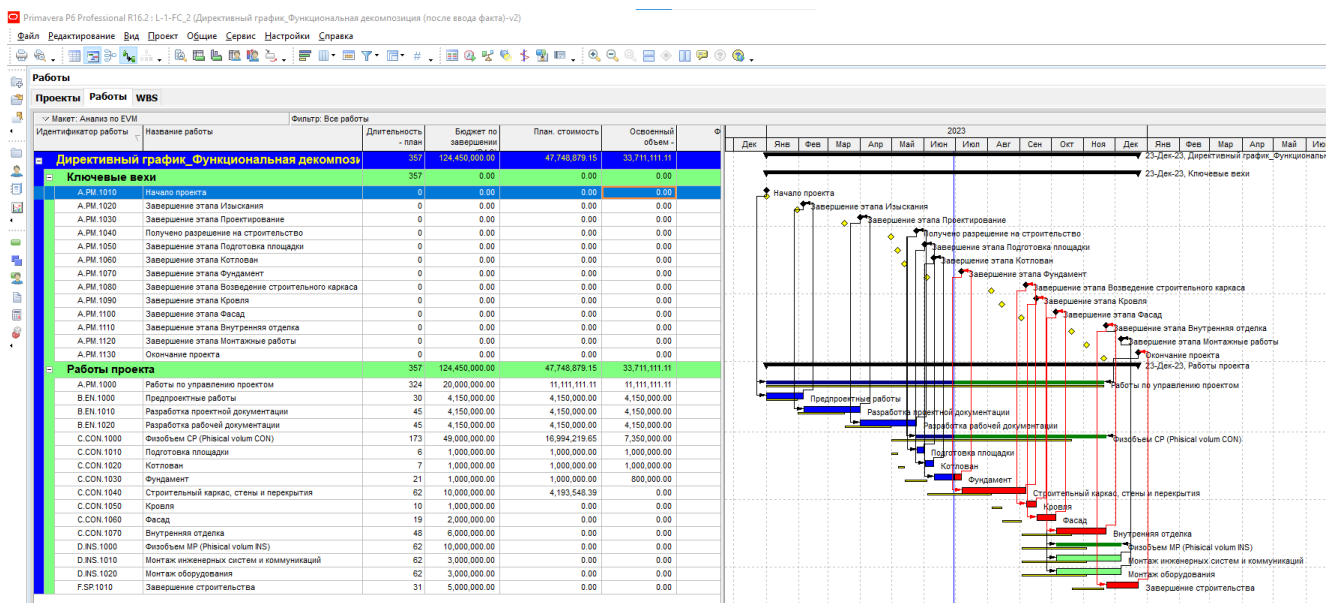 Primavera P6 Professional R16.2 : L-1-FC_2 (Директивный график_Функциональная декомпозиция (после ввода факта)-v2)
Файл Редактирование Вид Проект Общие Сервис Настройки Справка
Работы
Проекты Работы WBS
Макет: Анализ по EVM Фильтр: Все работы
Идентификатор работы Название работы Длительность - план Бюджет по завершении План. стоимость Освоенный объем - Ф
2023
Дек Янв Фев Мар Апр Май Июн Июл Авг Сен Окт Ноя Дек Янв Фев Мар Апр Май Ию
Директивный график_Функциональная декомпози 357 124,450,000.00 47,748,879.15 33,711,111.11 23-Дек-23, Директивный график_Функциональн
Ключевые вехи 357 0.00 0.00 0.00 23-Дек-23, Ключевые вехи
A.PM.1010 Начало проекта 0 0.00 0.00 0.00 Начало проекта
A.PM.1020 Завершение этапа Изыскания 0 0.00 0.00 0.00 Завершение этапа Изыскания
A.PM.1030 Завершение этапа Проектирование 0 0.00 0.00 0.00 Завершение этапа Проектирование
A.PM.1040 Получено разрешение на строительство 0 0.00 0.00 0.00 Получено разрешение на строительство
A.PM.1050 Завершение этапа Подготовка площадки 0 0.00 0.00 0.00 Завершение этапа Подготовка площадки
A.PM.1060 Завершение этапа Котлован 0 0.00 0.00 0.00 Завершение этапа Котлован
A.PM.1070 Завершение этапа Фундамент 0 0.00 0.00 0.00 Завершение этапа Фундамент
A.PM.1080 Завершение этапа Возведение строительного каркаса 0 0.00 0.00 0.00 Завершение этапа Возведение строительного каркаса
A.PM.1090 Завершение этапа Кровля 0 0.00 0.00 0.00 Завершение этапа Кровля
A.PM.1100 Завершение этапа Фасад 0 0.00 0.00 0.00 Завершение этапа Фасад
A.PM.1110 Завершение этапа Внутренняя отделка 0 0.00 0.00 0.00 Завершение этапа Внутренняя отделка
A.PM.1120 Завершение этапа Монтажные работы 0 0.00 0.00 0.00 Завершение этапа Монтажные работы
A.PM.1130 Окончание проекта 0 0.00 0.00 0.00 Окончание проекта
Работы проекта 357 124,450,000.00 47,748,879.15 33,711,111.11 23-Дек-23, Работы проекта
A.PM.1000 Работы по управлению проектом 324 20,000,000.00 11,111,111.11 11,111,111.11 Работы по управлению проектом
B.EN.1000 Предпроектные работы 30 4,150,000.00 4,150,000.00 4,150,000.00 Предпроектные работы
B.EN.1010 Разработка проектной документации 45 4,150,000.00 4,150,000.00 4,150,000.00 Разработка проектной документации
B.EN.1020 Разработка рабочей документации 45 4,150,000.00 4,150,000.00 4,150,000.00 Разработка рабочей документации
C.CON.1000 Физобъем СР (Phisical volum CON) 173 49,000,000.00 16,994,219.65 7,350,000.00 Физобъем СР (Phisical volum CON)
C.CON.1010 Подготовка площадки 6 1,000,000.00 1,000,000.00 1,000,000.00 Подготовка площадки
C.CON.1020 Котлован 7 1,000,000.00 1,000,000.00 1,000,000.00 Котлован
C.CON.1030 Фундамент 21 1,000,000.00 1,000,000.00 800,000.00 Фундамент
C.CON.1040 Строительный каркас, стены и перекрытия 62 10,000,000.00 4,193,548.39 0.00 Строительный каркас, стены и перекрытия
C.CON.1050 Кровля 10 1,000,000.00 0.00 0.00 Кровля
C.CON.1060 Фасад 19 2,000,000.00 0.00 0.00 Фасад
C.CON.1070 Внутренняя отделка 48 6,000,000.00 0.00 0.00 Внутренняя отделка
D.INS.1000 Физобъем МР (Phisical volum INS) 62 10,000,000.00 0.00 0.00 Физобъем МР (Phisical volum INS)
D.INS.1010 Монтаж инженерных систем и коммуникаций 62 3,000,000.00 0.00 0.00 Монтаж инженерных систем и коммуникаций
D.INS.1020 Монтаж оборудования 62 3,000,000.00 0.00 0.00 Монтаж оборудования
F.SP.1010 Завершение строительства 31 5,000,000.00 0.00 0.00 Завершение строительства